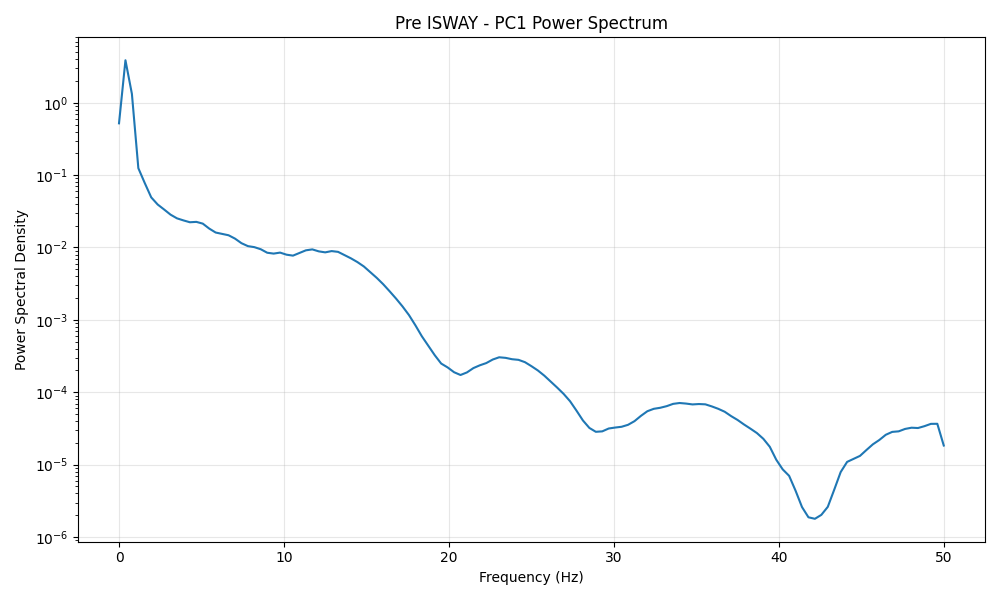 Pre ISWAY - PC1 Power Spectrum
Power Spectral Density
10⁰
10⁻¹
10⁻²
10⁻³
10⁻⁴
10⁻⁵
10⁻⁶
0 10 20 30 40 50
Frequency (Hz)